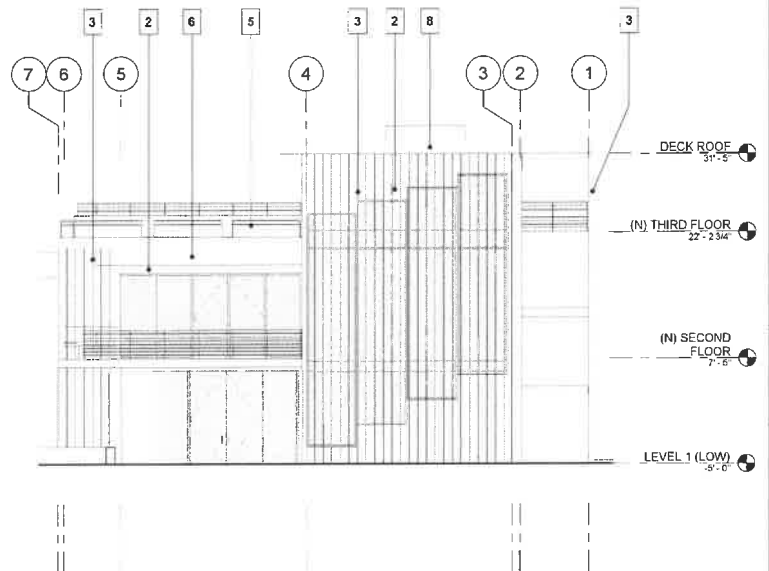 3 2 6 5 3 2 8 3
7 6 5 4 3 2 1
DECK ROOF
31' - 5"
(N) THIRD FLOOR
22' - 2 3/4"
(N) SECOND
FLOOR
7' - 6"
LEVEL 1 (LOW)
-5' - 0"